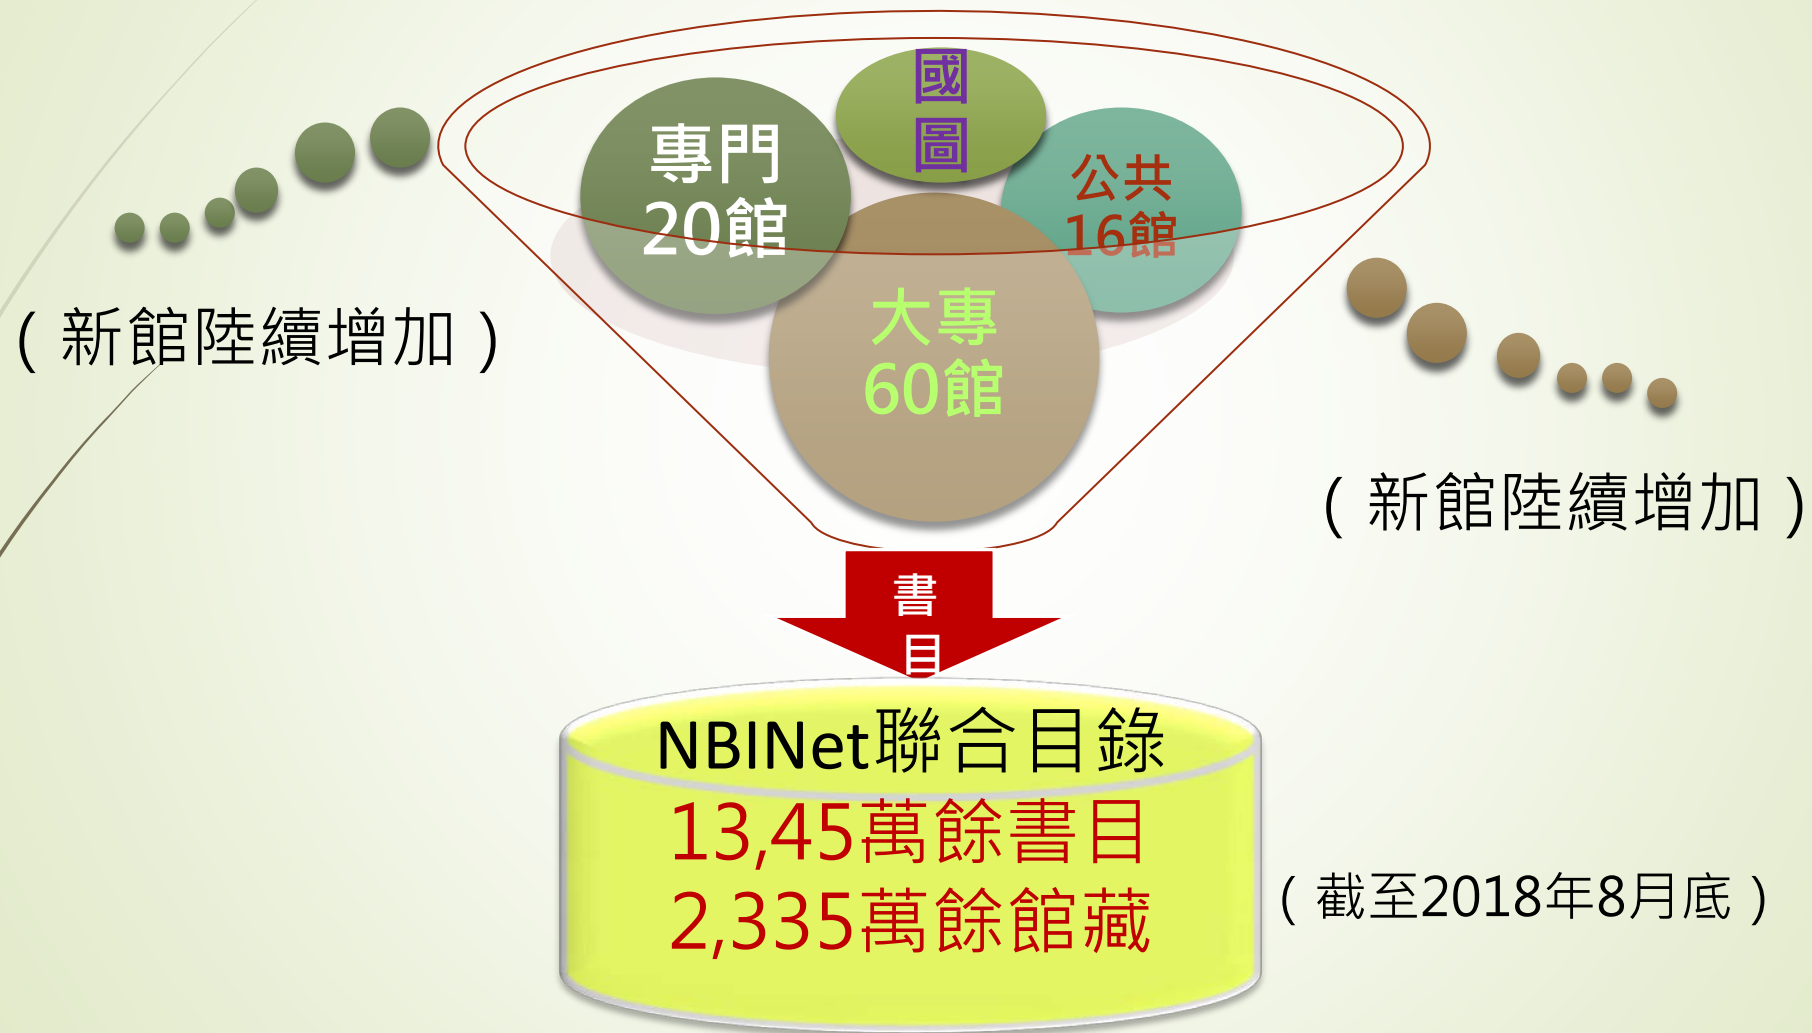 國
圖
專門
20館
公共
16館
大專
60館
（新館陸續增加）
（新館陸續增加）
書
目
NBINet聯合目錄
13,45萬餘書目
2,335萬餘館藏
（截至2018年8月底）